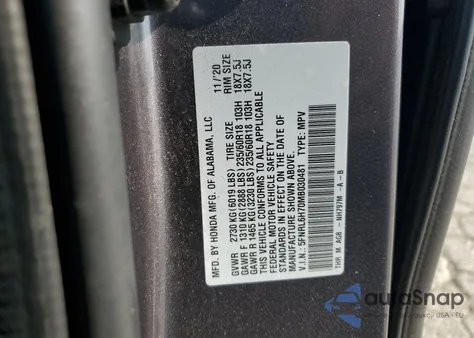 MFD. BY HONDA MFG. OF ALABAMA, LLC 11/'20
TIRE SIZE RIM SIZE
GVWR 2730 KG(6019 LBS)
GAWR F 1310 KG(2888 LBS) 235/60R18 103H 18X7.5J
GAWR R 1465 KG(3230 LBS) 235/60R18 103H 18X7.5J
THIS VEHICLE CONFORMS TO ALL APPLICABLE
FEDERAL MOTOR VEHICLE SAFETY
STANDARDS IN EFFECT ON THE DATE OF
MANUFACTURE SHOWN ABOVE.
V.I.N.: 5FNRL6H70MB030481 TYPE: MPV
THR M AGB - NH797M -A -B
autoSnap